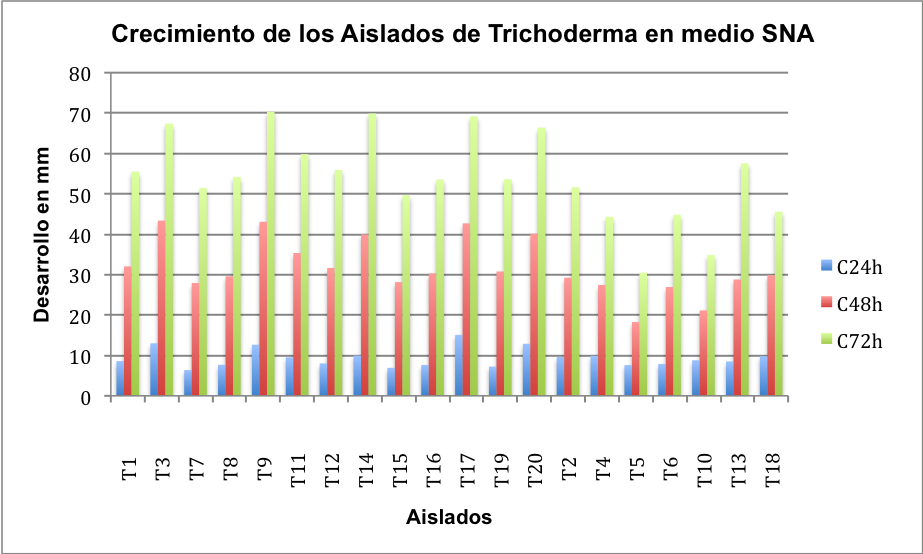 Crecimiento de los Aislados de Trichoderma en medio SNA
80
70
60
50
40
30
20
10
0
Desarrollo en mm
T1 T3 T7 T8 T9 T11 T12 T14 T15 T16 T17 T19 T20 T2 T4 T5 T6 T10 T13 T18
Aislados
C24h
C48h
C72h